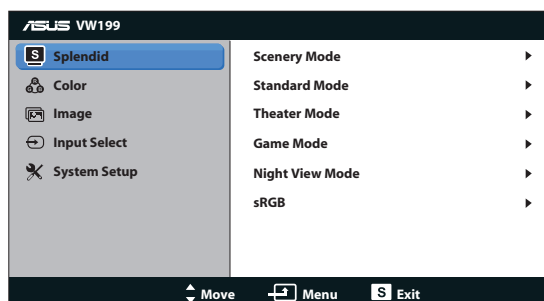 ASUS VW199
S Splendid
Color
Image
Input Select
System Setup
Scenery Mode
Standard Mode
Theater Mode
Game Mode
Night View Mode
sRGB
Move Menu S Exit